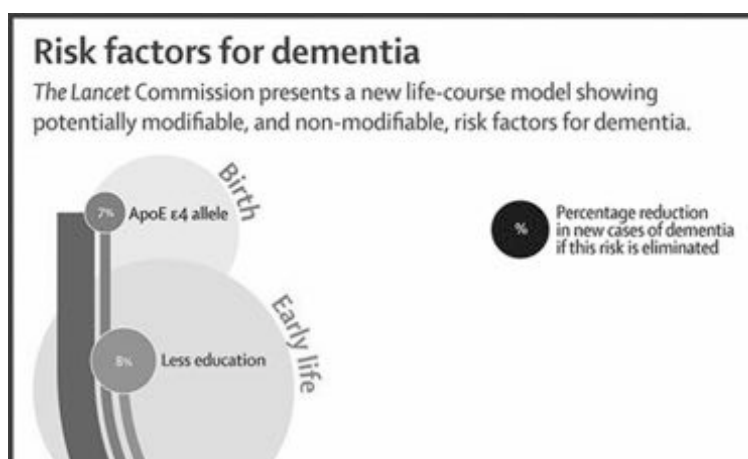 Risk factors for dementia
The Lancet Commission presents a new life-course model showing
potentially modifiable, and non-modifiable, risk factors for dementia.
Birth
7%
ApoE ε4 allele
%
Percentage reduction
in new cases of dementia
if this risk is eliminated
Early life
8%
Less education